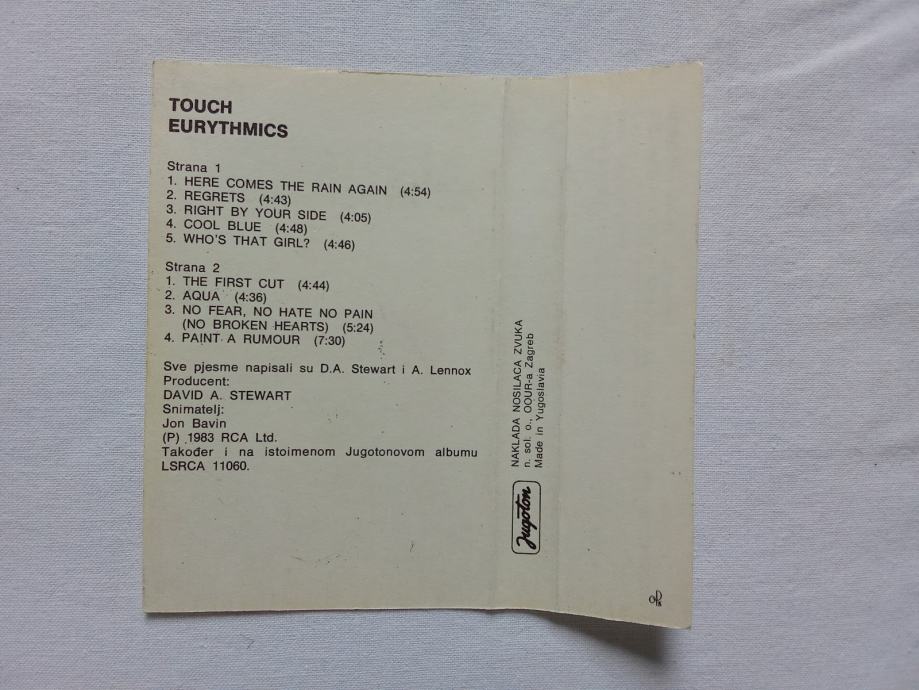 TOUCH
EURYTHMICS
Strana 1
1. HERE COMES THE RAIN AGAIN (4:54)
2. REGRETS (4:43)
3. RIGHT BY YOUR SIDE (4:05)
4. COOL BLUE (4:48)
5. WHO'S THAT GIRL? (4:46)
Strana 2
1. THE FIRST CUT (4:44)
2. AQUA (4:36)
3. NO FEAR, NO HATE NO PAIN
(NO BROKEN HEARTS) (5:24)
4. PAINT A RUMOUR (7:30)
Sve pjesme napisali su D.A. Stewart i A. Lennox
Producent:
DAVID A. STEWART
Snimatelj:
Jon Bavin
(P) 1983 RCA Ltd.
Također i na istoimenom Jugotonovom albumu
LSRCA 11060.
NAKLADA NOSILACA ZVUKA
n. sol. o., OOUR-a Zagreb
Made in Yugoslavia
Jugoton